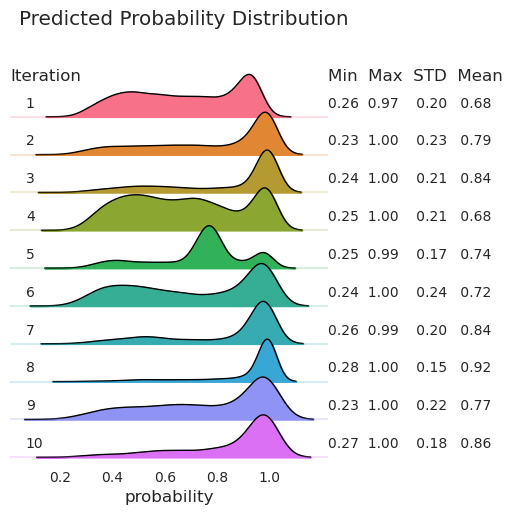 Predicted Probability Distribution
Iteration Min Max STD Mean
1 0.26 0.97 0.20 0.68
2 0.23 1.00 0.23 0.79
3 0.24 1.00 0.21 0.84
4 0.25 1.00 0.21 0.68
5 0.25 0.99 0.17 0.74
6 0.24 1.00 0.24 0.72
7 0.26 0.99 0.20 0.84
8 0.28 1.00 0.15 0.92
9 0.23 1.00 0.22 0.77
10 0.27 1.00 0.18 0.86
0.2 0.4 0.6 0.8 1.0
probability